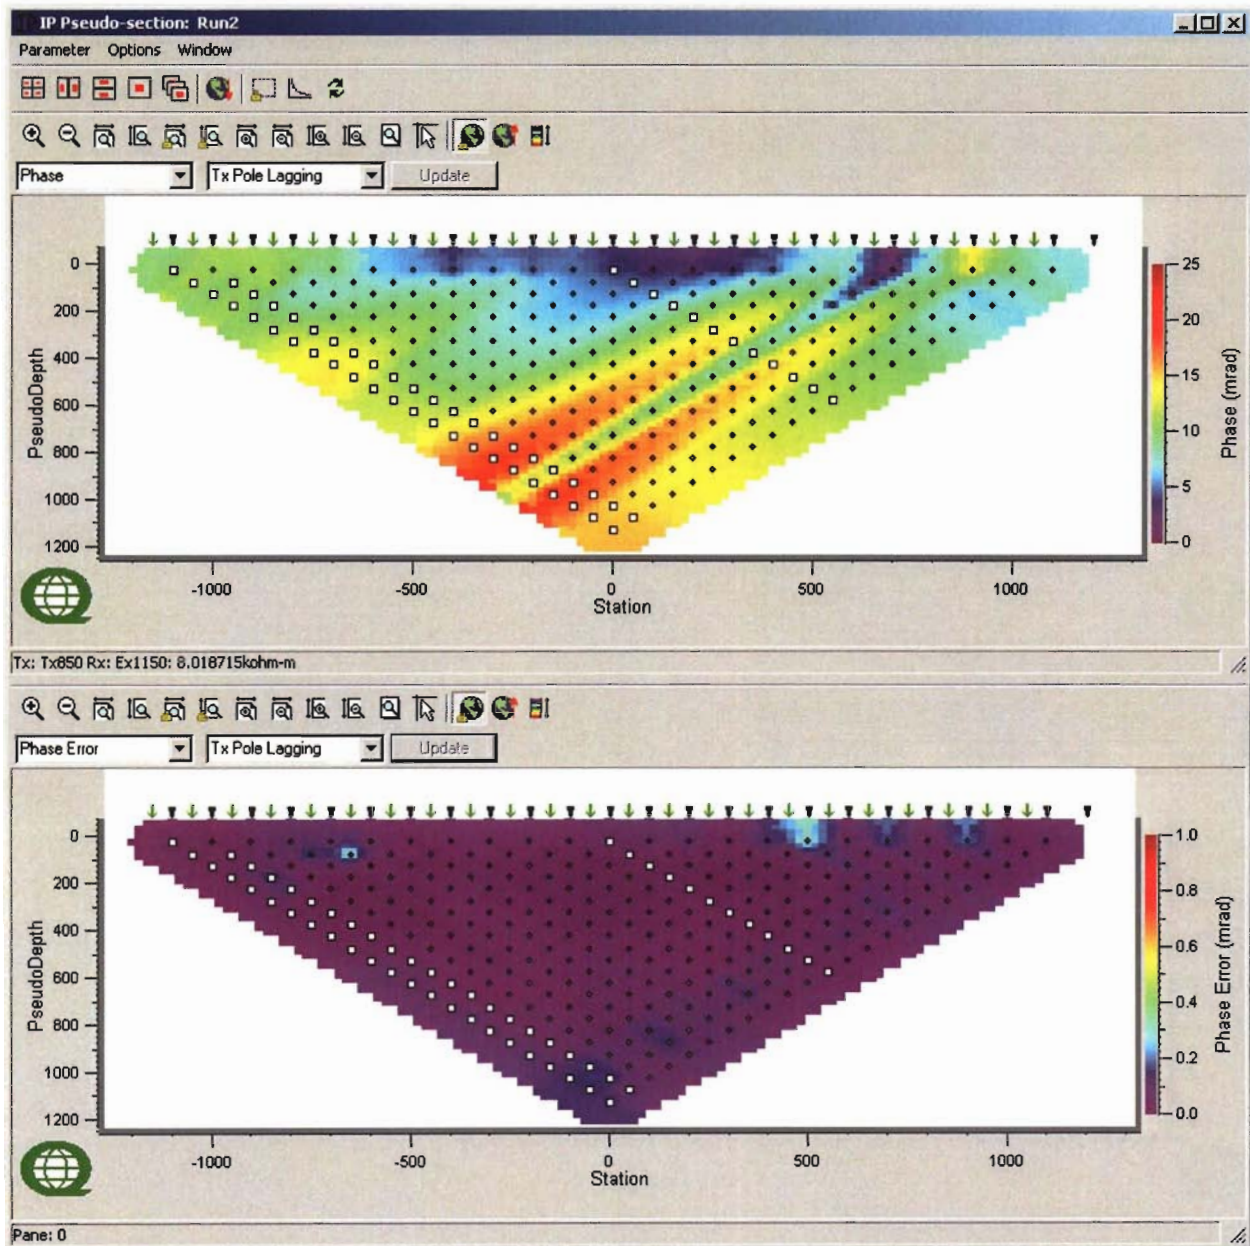 IP Pseudo-section: Run2
Parameter Options Window
Phase Tx Pole Lagging Update
0
200
400
600
800
1000
1200
PseudoDepth
-1000 -500 0 500 1000
Station
25
20
15
10
5
0
Phase (mrad)
Tx: Tx850 Rx: Ex1150: 8.018715kohm-m
Phase Error Tx Pole Lagging Update
0
200
400
600
800
1000
1200
PseudoDepth
-1000 -500 0 500 1000
Station
1.0
0.8
0.6
0.4
0.2
0.0
Phase Error (mrad)
Pane: 0